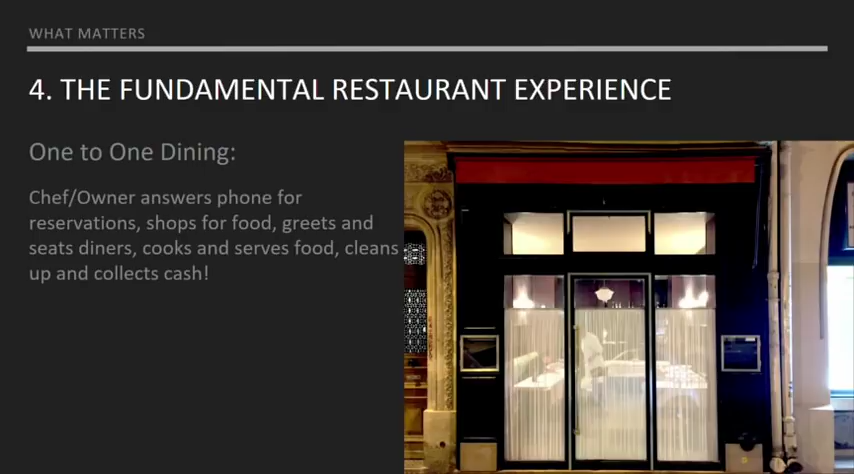 WHAT MATTERS
4. THE FUNDAMENTAL RESTAURANT EXPERIENCE
One to One Dining:
Chef/Owner answers phone for
reservations, shops for food, greets and
seats diners, cooks and serves food, cleans
up and collects cash!